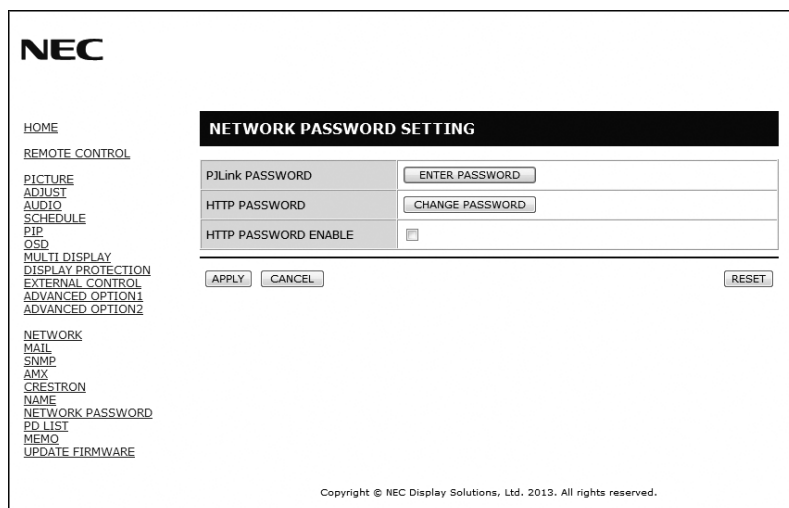 NEC
HOME
REMOTE CONTROL
PICTURE
ADJUST
AUDIO
SCHEDULE
PIP
OSD
MULTI DISPLAY
DISPLAY PROTECTION
EXTERNAL CONTROL
ADVANCED OPTION1
ADVANCED OPTION2
NETWORK
MAIL
SNMP
AMX
CRESTRON
NAME
NETWORK PASSWORD
PD LIST
MEMO
UPDATE FIRMWARE
NETWORK PASSWORD SETTING
PJLink PASSWORD ENTER PASSWORD
HTTP PASSWORD CHANGE PASSWORD
HTTP PASSWORD ENABLE
APPLY CANCEL RESET
Copyright © NEC Display Solutions, Ltd. 2013. All rights reserved.